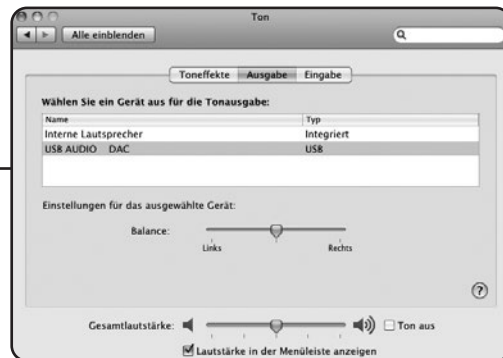 Ton
Alle einblenden
Toneffekte Ausgabe Eingabe
Wählen Sie ein Gerät aus für die Tonausgabe:
Name Typ
Interne Lautsprecher Integriert
USB AUDIO DAC USB
Einstellungen für das ausgewählte Gerät:
Balance:
Links Rechts
?
Gesamtlautstärke: Ton aus
Lautstärke in der Menüleiste anzeigen